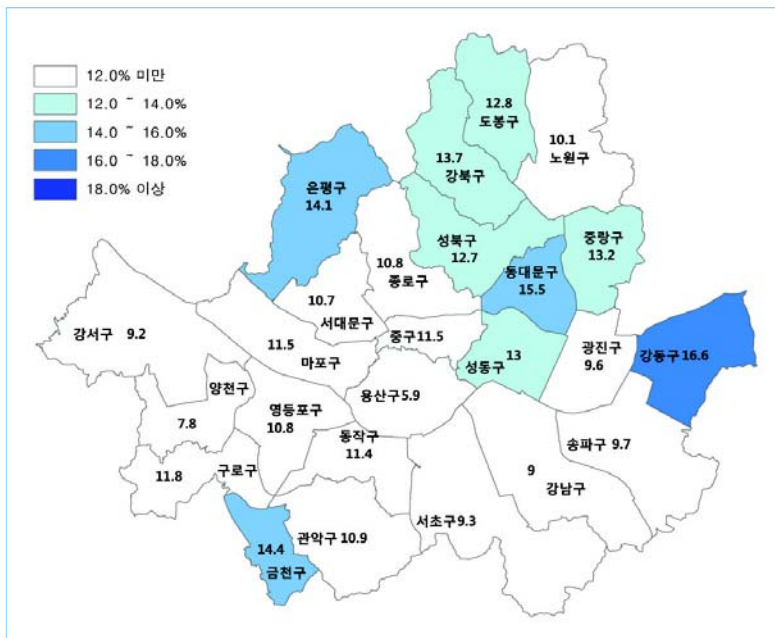 12.0% 미만
12.0 ~ 14.0%
14.0 ~ 16.0%
16.0 ~ 18.0%
18.0% 이상
12.8
도봉구
10.1
노원구
13.7
강북구
은평구
14.1
성북구
12.7
중랑구
13.2
10.8
종로구
동대문구
15.5
10.7
서대문구
강서구 9.2
11.5
마포구
중구11.5
성동구 13
광진구
9.6
강동구 16.6
양천구
7.8
영등포구
10.8
용산구5.9
동작구
11.4
송파구 9.7
11.8 구로구
9
강남구
서초구9.3
관악구 10.9
14.4
금천구